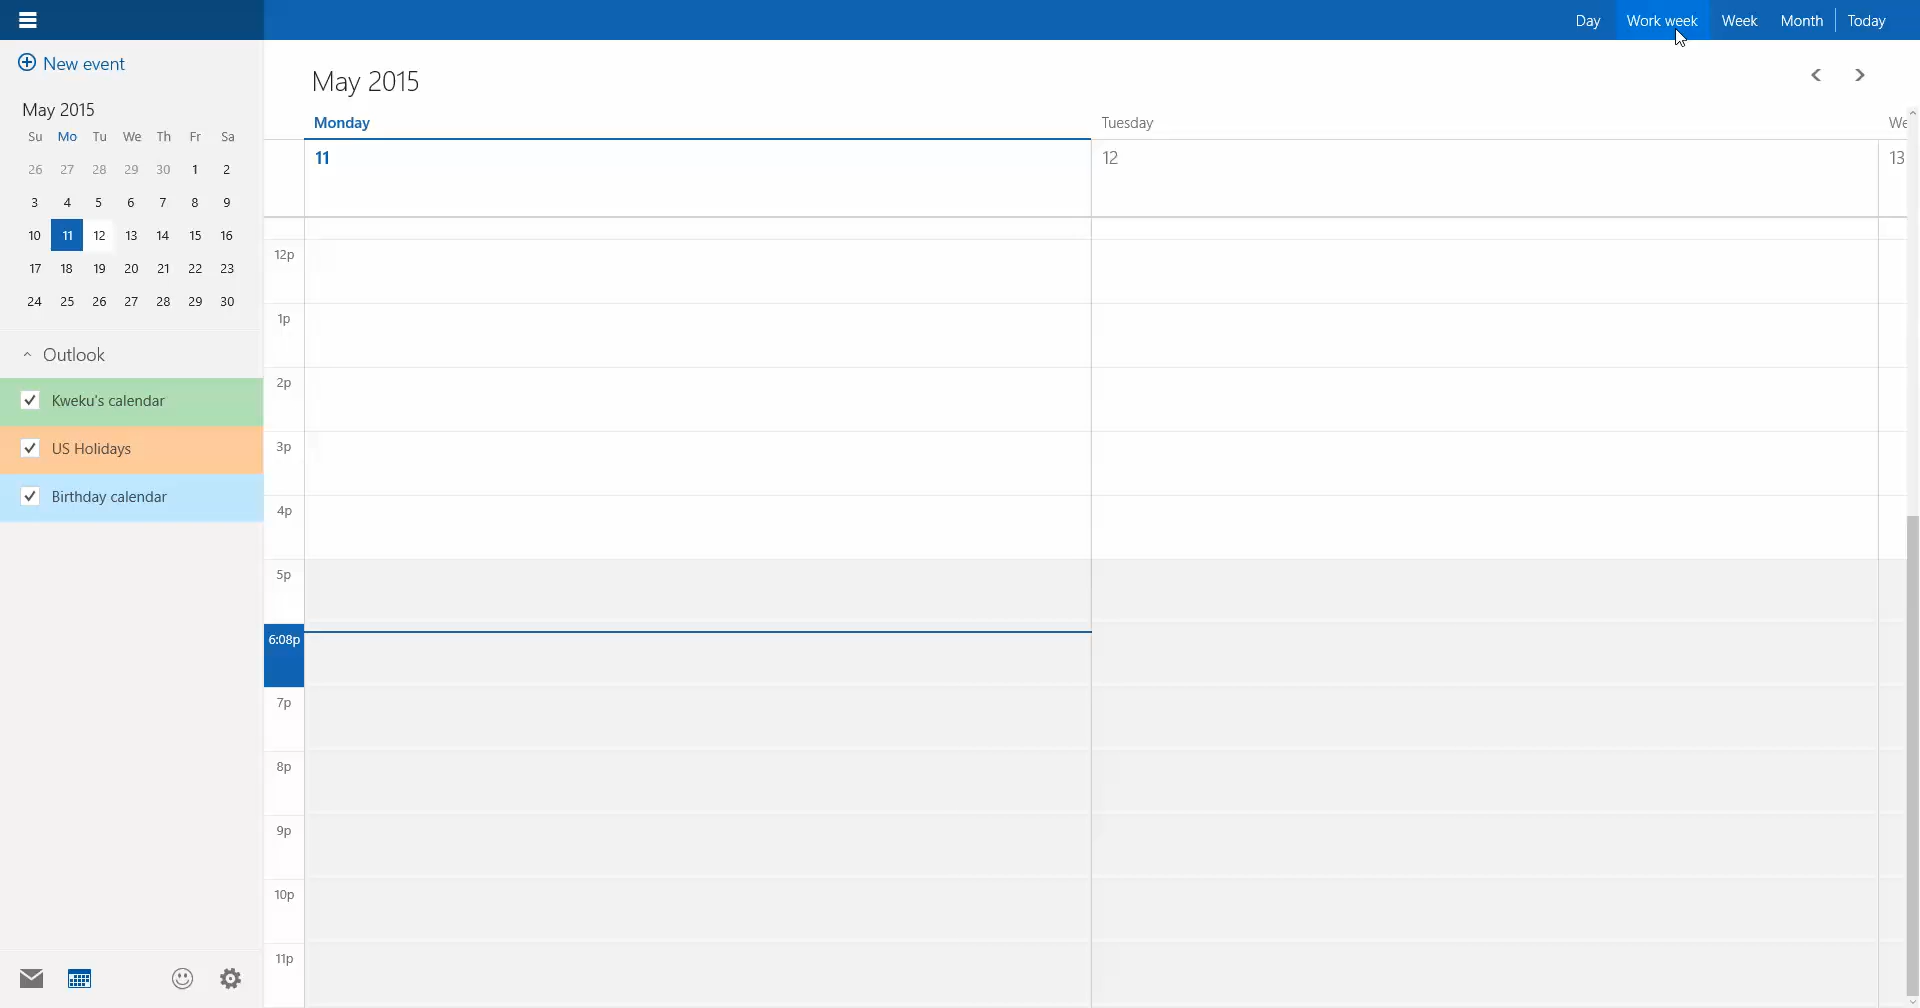 Day Work week Week Month Today
New event
May 2015
Su Mo Tu We Th Fr Sa
26 27 28 29 30 1 2
3 4 5 6 7 8 9
10 11 12 13 14 15 16
17 18 19 20 21 22 23
24 25 26 27 28 29 30
Outlook
Kweku's calendar
US Holidays
Birthday calendar
May 2015
Monday Tuesday We
11 12 13
12p
1p
2p
3p
4p
5p
6:08p
7p
8p
9p
10p
11p